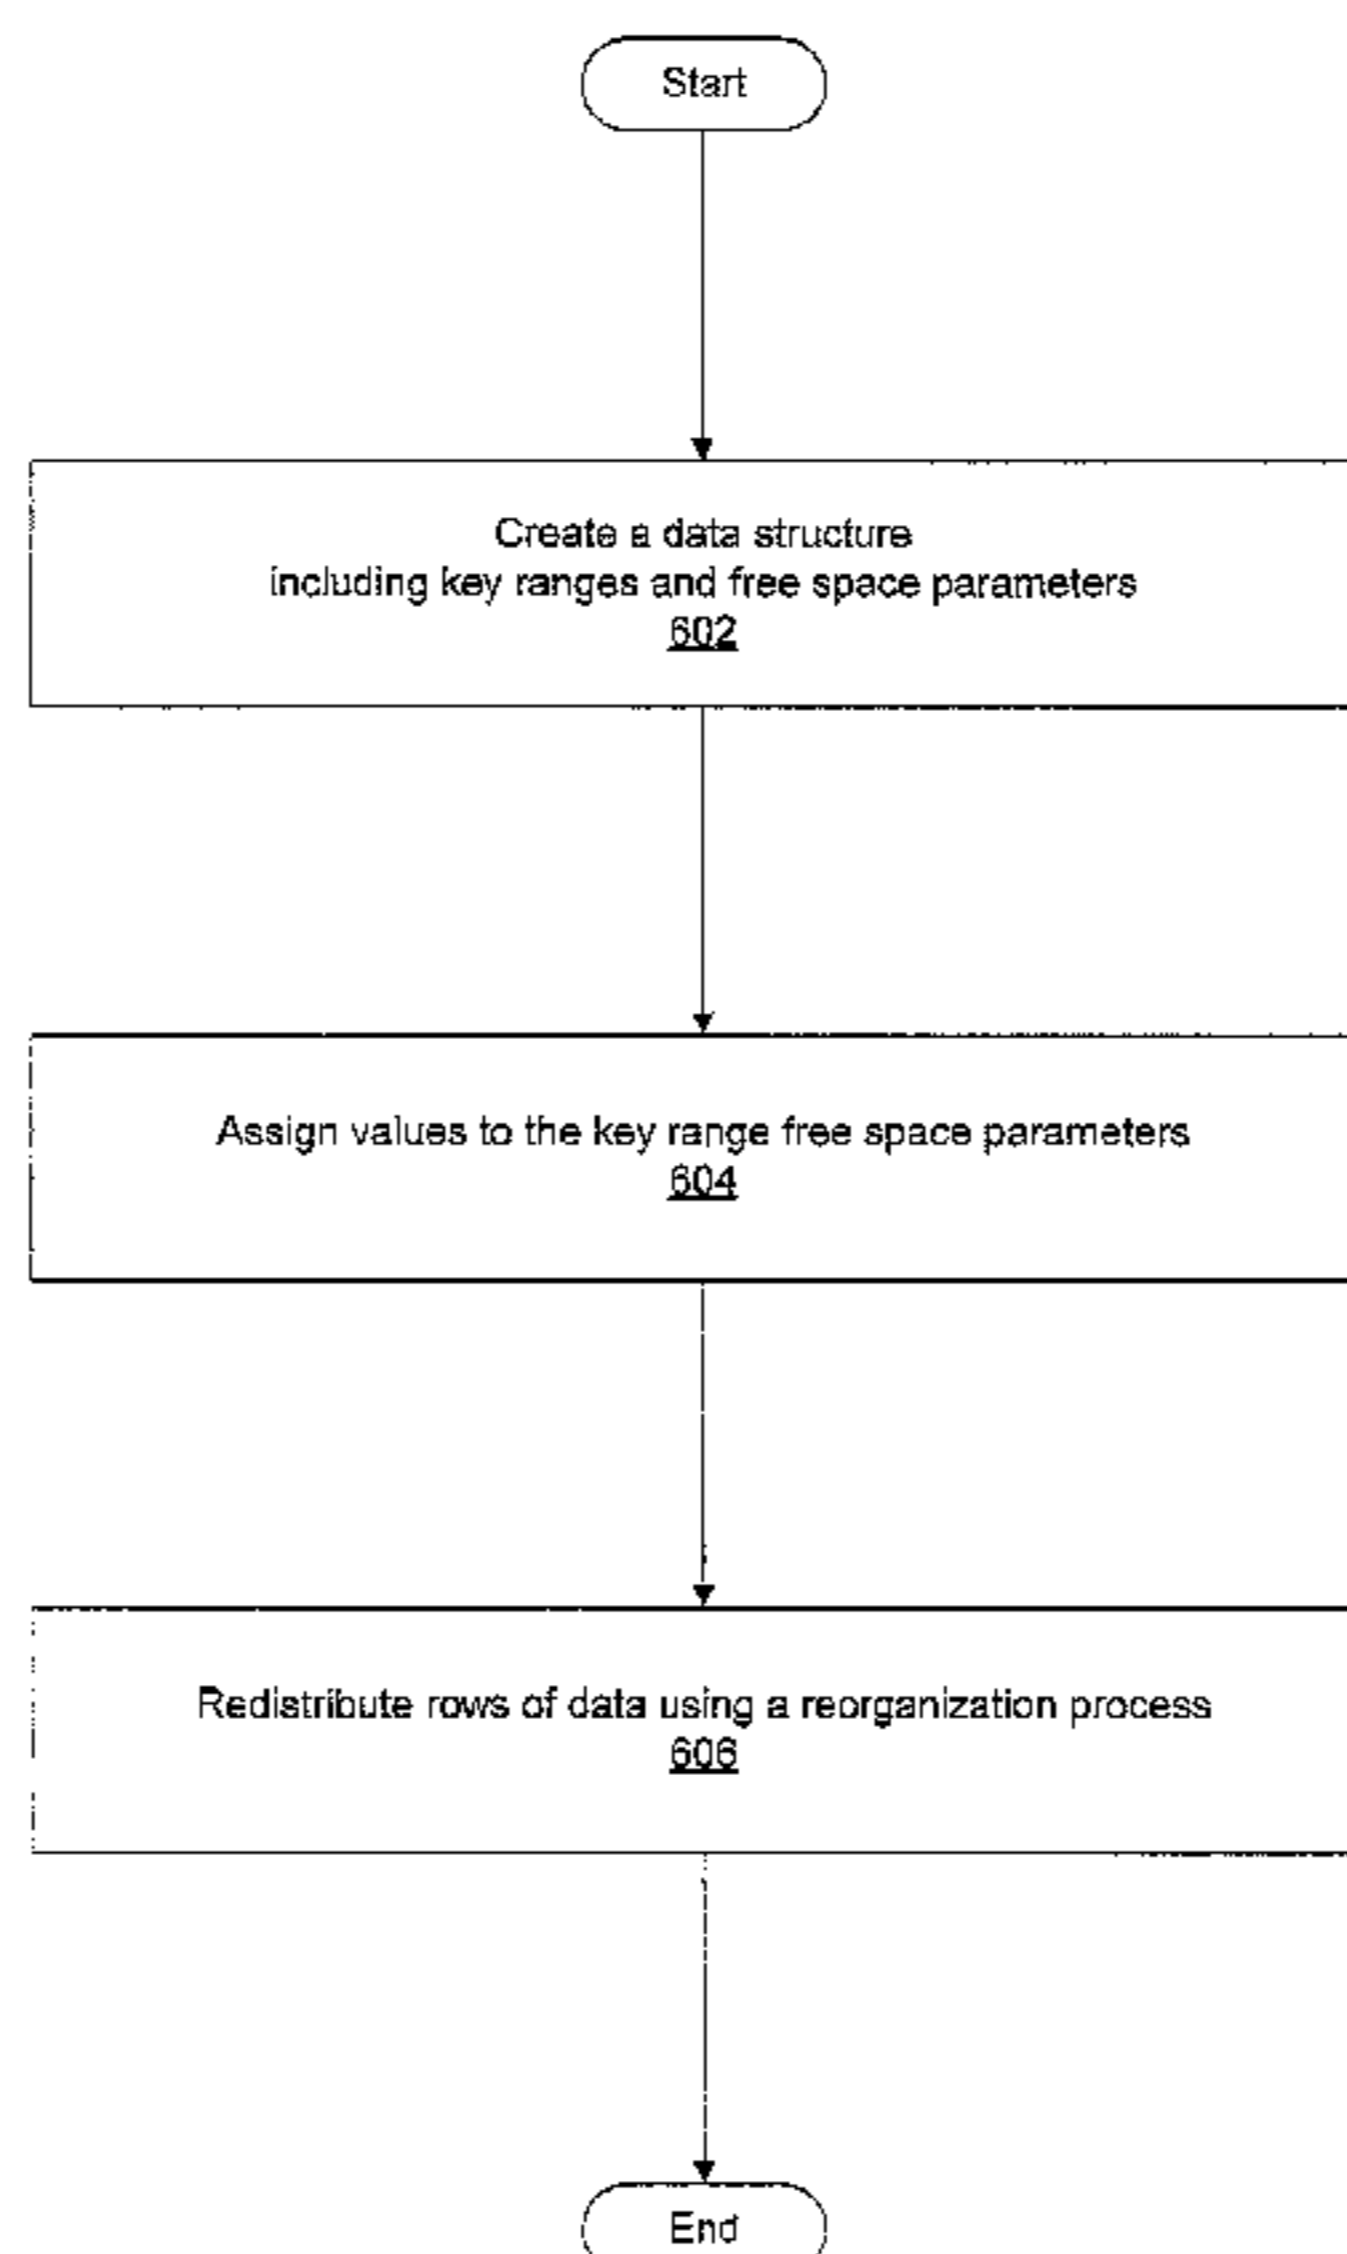 Start
Create a data structure
including key ranges and free space parameters
602
Assign values to the key range free space parameters
604
Redistribute rows of data using a reorganization process
606
End